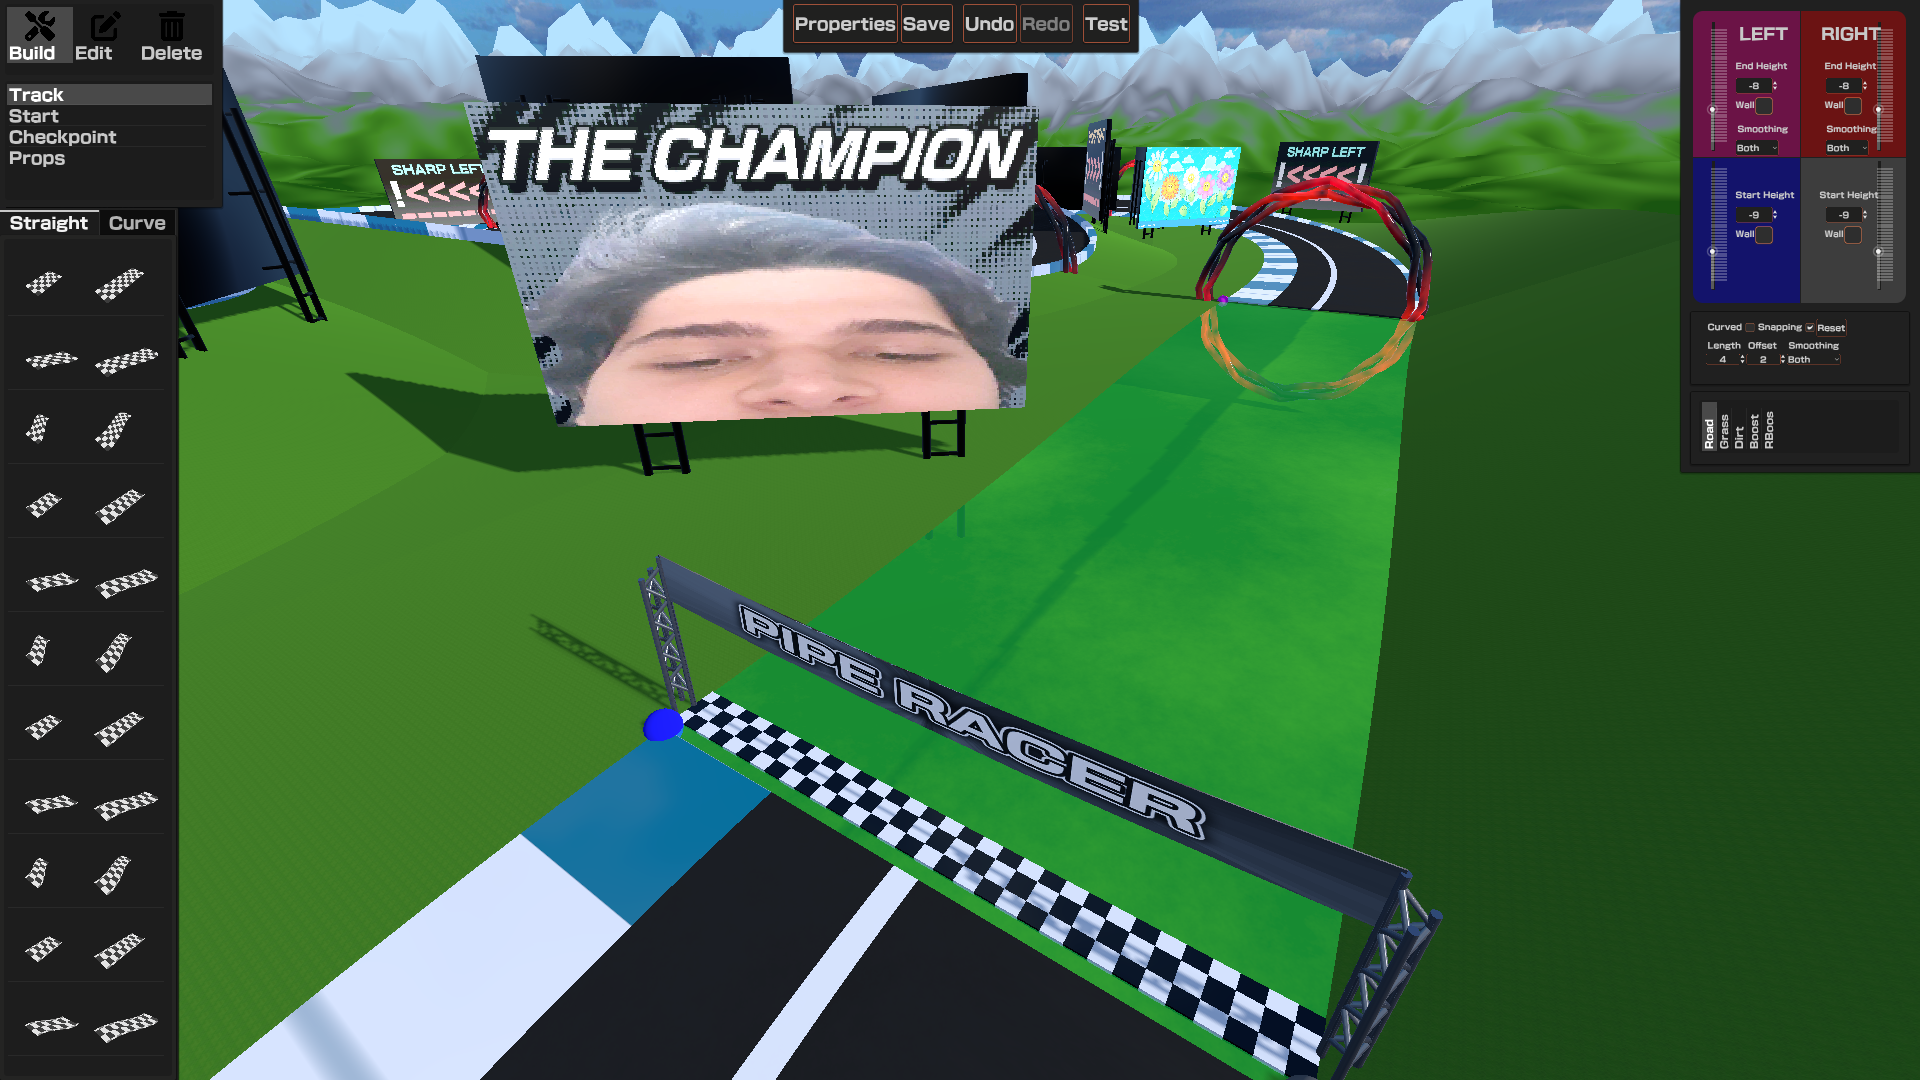 Build
Edit
Delete
Track
Start
Checkpoint
Props
Straight
Curve
Properties
Save
Undo
Redo
Test
LEFT
RIGHT
End Height
End Height
-8
-8
Wall
Wall
Smoothing
Smoothing
Both
Both
Start Height
Start Height
-9
-9
Wall
Wall
Curved
Snapping
Reset
Length
Offset
Smoothing
4
2
Both
Road
Grass
Dirt
Boost
RBoos
THE CHAMPION
SHARP LEFT
!<<<<
SHARP LEFT
!<<<<!
PIPE RACER